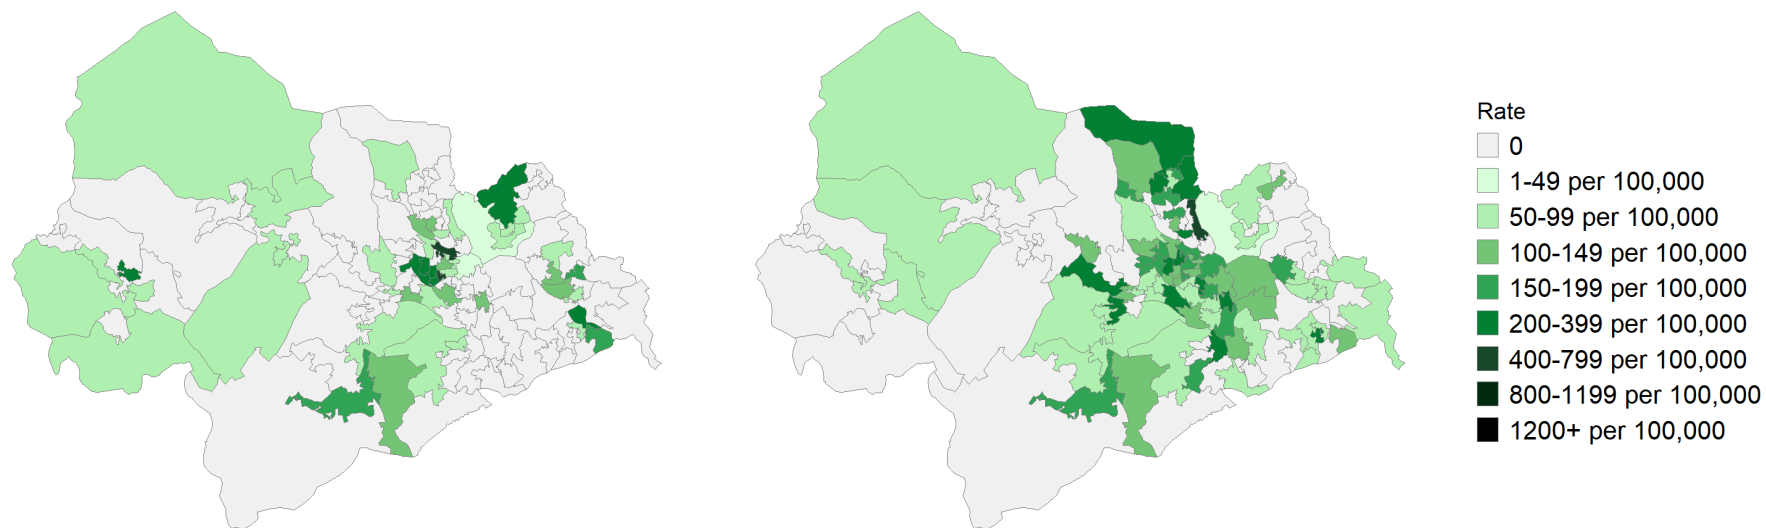 Rate
0
1-49 per 100,000
50-99 per 100,000
100-149 per 100,000
150-199 per 100,000
200-399 per 100,000
400-799 per 100,000
800-1199 per 100,000
1200+ per 100,000